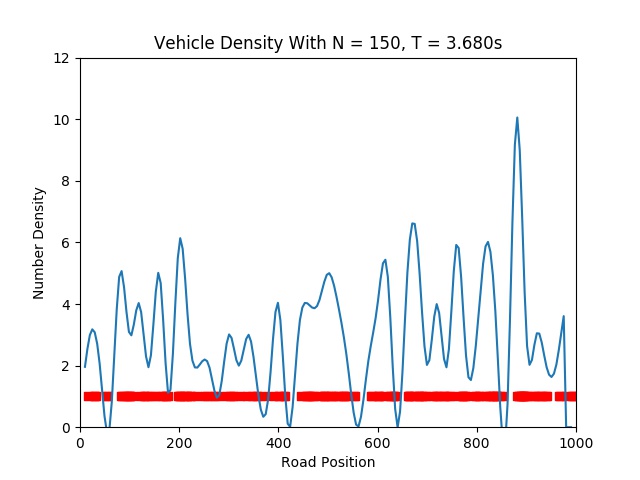 Vehicle Density With N = 150, T = 3.680s
12
10
8
6
4
2
0
Number Density
0 200 400 600 800 1000
Road Position